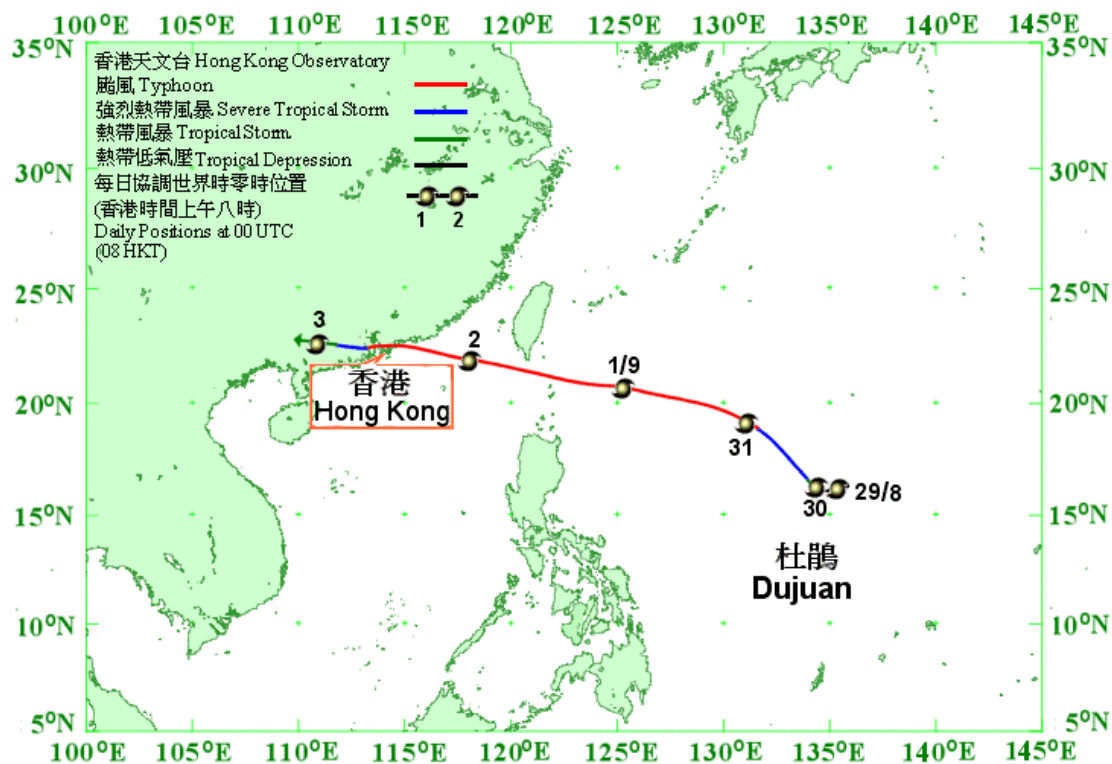 100°E 105°E 110°E 115°E 120°E 125°E 130°E 135°E 140°E 145°E
35°N 35°N
香港天文台 Hong Kong Observatory
颱風 Typhoon
強烈熱帶風暴 Severe Tropical Storm
熱帶風暴 Tropical Storm
熱帶低氣壓 Tropical Depression
30°N 30°N
每日協調世界時零時位置
1 2
(香港時間上午八時)
Daily Positions at 00 UTC
(08 HKT)
25°N 25°N
3
2
1/9
香港
Hong Kong
20°N 20°N
31
29/8
30
15°N 15°N
杜鵑
Dujuan
10°N 10°N
5°N 5°N
100°E 105°E 110°E 115°E 120°E 125°E 130°E 135°E 140°E 145°E